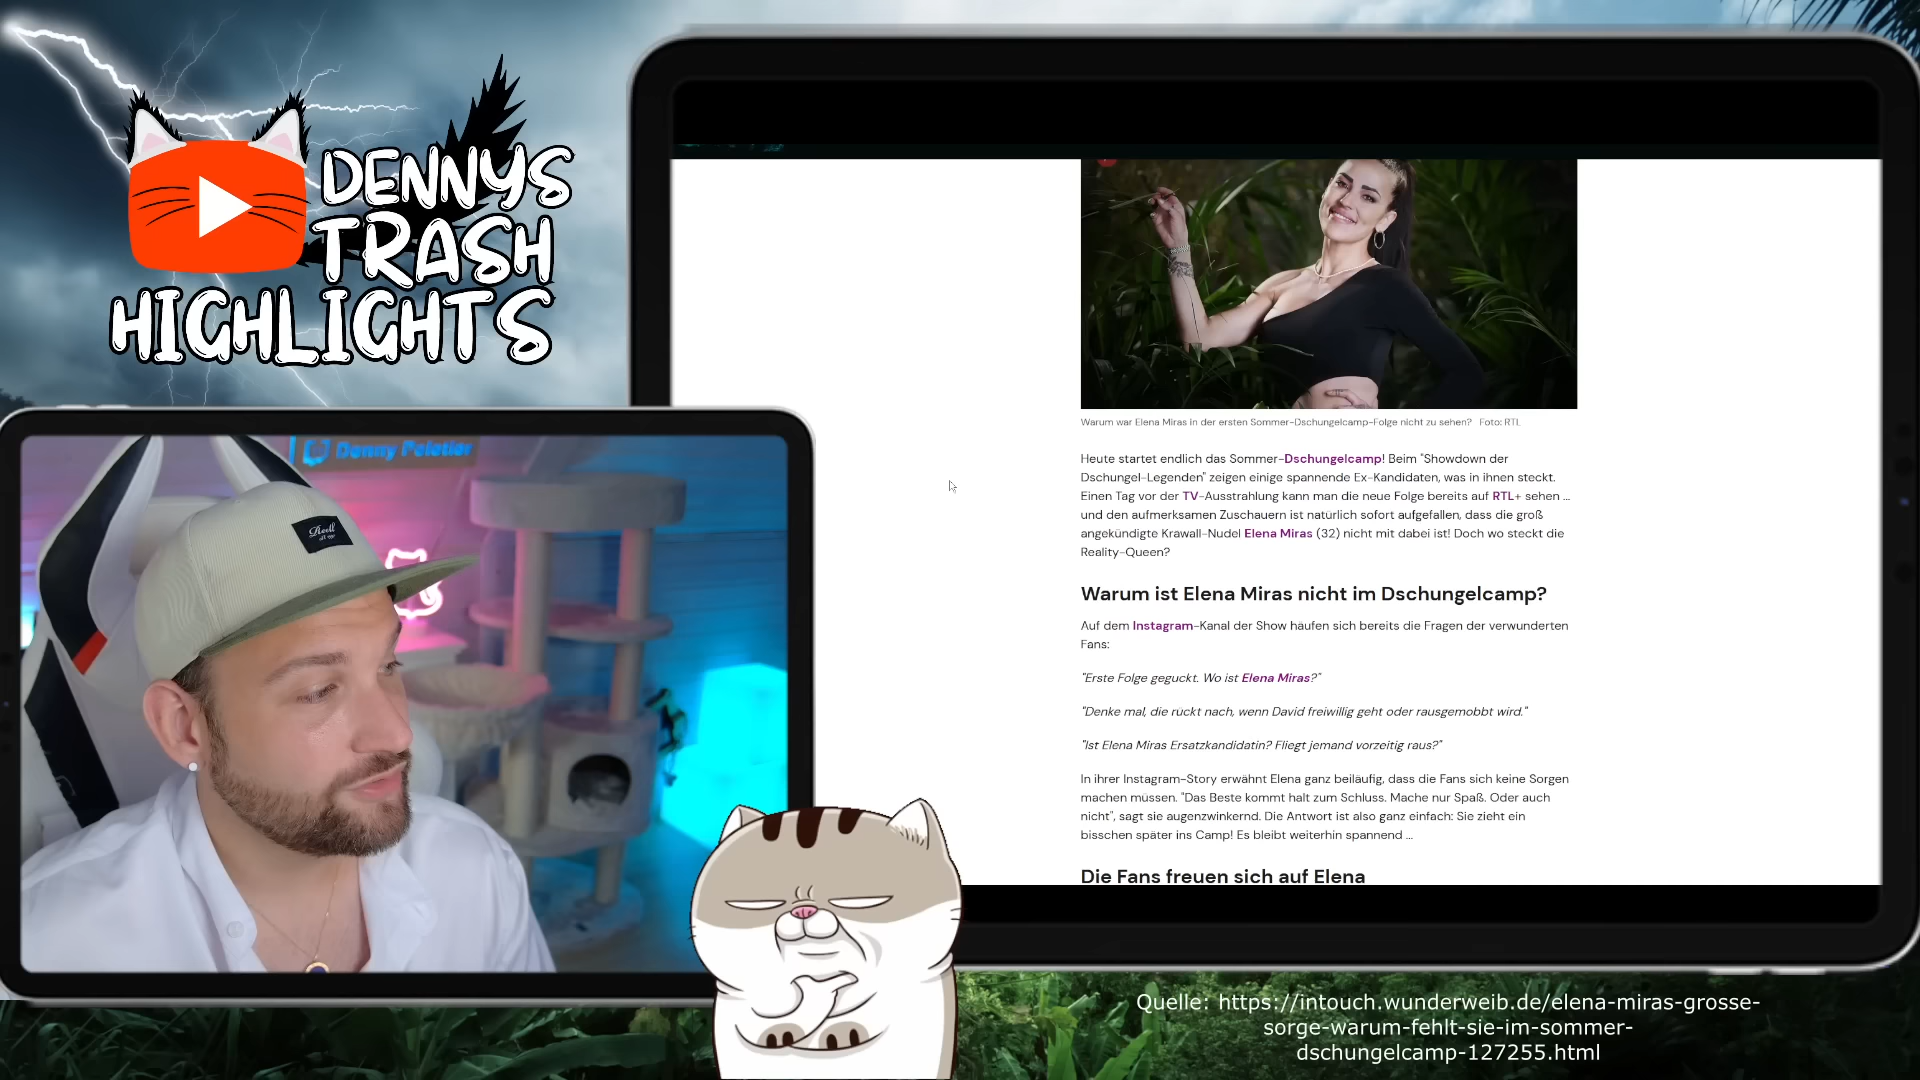 DENNYS
TRASH
HIGHLIGHTS
Denny Peletier
Warum war Elena Miras in der ersten Sommer-Dschungelcamp-Folge nicht zu sehen? Foto: RTL
Heute startet endlich das Sommer-Dschungelcamp! Beim "Showdown der
Dschungel-Legenden" zeigen einige spannende Ex-Kandidaten, was in ihnen steckt.
Einen Tag vor der TV-Ausstrahlung kann man die neue Folge bereits auf RTL+ sehen ...
und den aufmerksamen Zuschauern ist natürlich sofort aufgefallen, dass die groß
angekündigte Krawall-Nudel Elena Miras (32) nicht mit dabei ist! Doch wo steckt die
Reality-Queen?
Warum ist Elena Miras nicht im Dschungelcamp?
Auf dem Instagram-Kanal der Show häufen sich bereits die Fragen der verwunderten
Fans:
"Erste Folge geguckt. Wo ist Elena Miras?"
"Denke mal, die rückt nach, wenn David freiwillig geht oder rausgemobbt wird."
"Ist Elena Miras Ersatzkandidatin? Fliegt jemand vorzeitig raus?"
In ihrer Instagram-Story erwähnt Elena ganz beiläufig, dass die Fans sich keine Sorgen
machen müssen. "Das Beste kommt halt zum Schluss. Mache nur Spaß. Oder auch
nicht", sagt sie augenzwinkernd. Die Antwort ist also ganz einfach: Sie zieht ein
bisschen später ins Camp! Es bleibt weiterhin spannend ...
Die Fans freuen sich auf Elena
Quelle: https://intouch.wunderweib.de/elena-miras-grosse-
sorge-warum-fehlt-sie-im-sommer-
dschungelcamp-127255.html